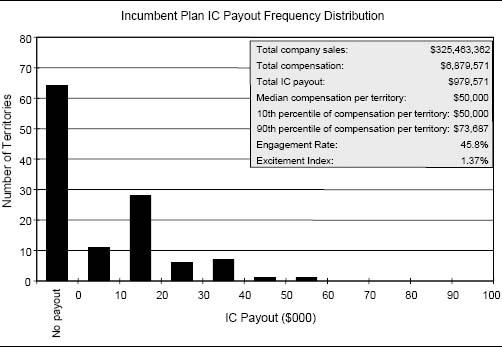 Incumbent Plan IC Payout Frequency Distribution
80
70
60
50
40
30
20
10
0
Number of Territories
Total company sales: $325,463,362
Total compensation: $6,879,571
Total IC payout: $979,571
Median compensation per territory: $50,000
10th percentile of compensation per territory: $50,000
90th percentile of compensation per territory: $73,687
Engagement Rate: 45.8%
Excitement Index: 1.37%
No payout 0 10 20 30 40 50 60 70 80 90 100
IC Payout ($000)